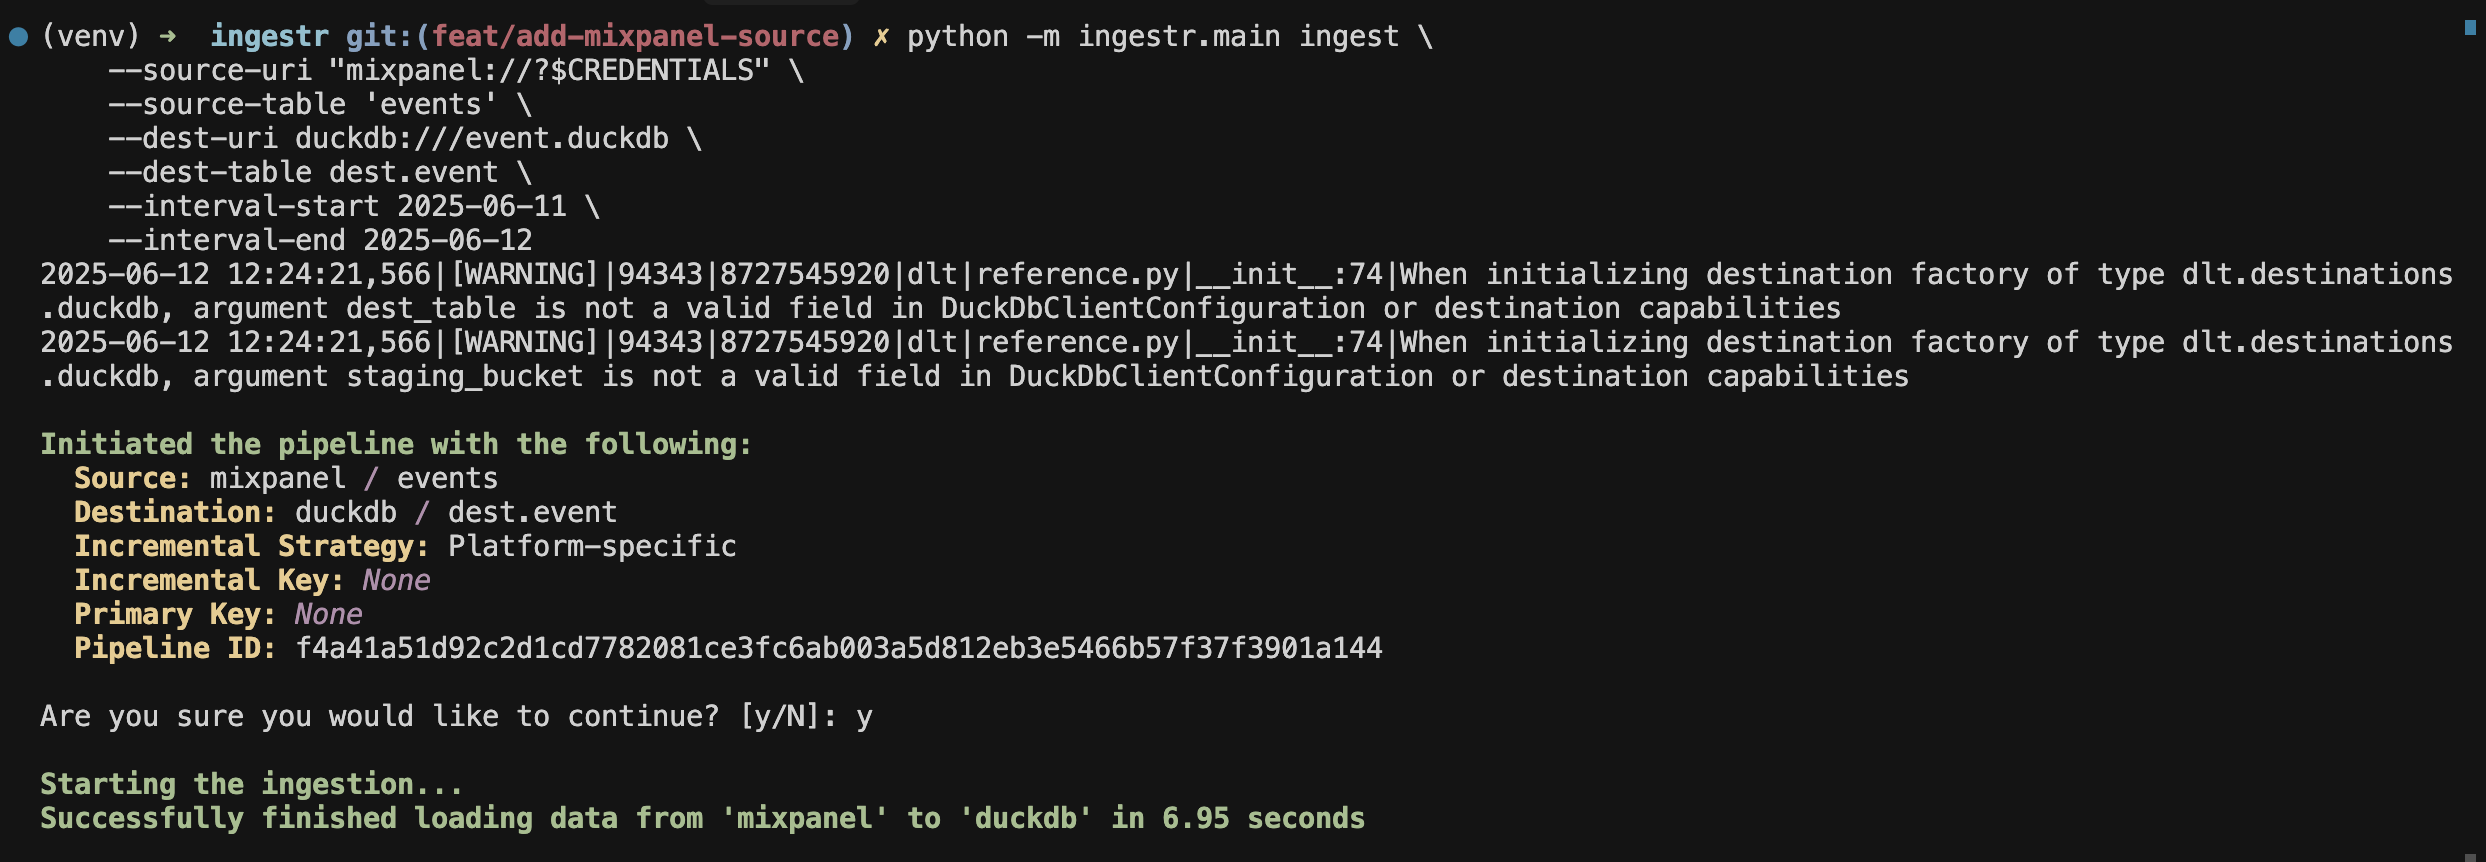 (venv) ➜  ingestr git:(feat/add-mixpanel-source) ✗ python -m ingestr.main ingest \
    --source-uri "mixpanel://?$CREDENTIALS" \
    --source-table 'events' \
    --dest-uri duckdb:///event.duckdb \
    --dest-table dest.event \
    --interval-start 2025-06-11 \
    --interval-end 2025-06-12
2025-06-12 12:24:21,566|[WARNING]|94343|8727545920|dlt|reference.py|__init__:74|When initializing destination factory of type dlt.destinations
.duckdb, argument dest_table is not a valid field in DuckDbClientConfiguration or destination capabilities
2025-06-12 12:24:21,566|[WARNING]|94343|8727545920|dlt|reference.py|__init__:74|When initializing destination factory of type dlt.destinations
.duckdb, argument staging_bucket is not a valid field in DuckDbClientConfiguration or destination capabilities

Initiated the pipeline with the following:
  Source: mixpanel / events
  Destination: duckdb / dest.event
  Incremental Strategy: Platform-specific
  Incremental Key: None
  Primary Key: None
  Pipeline ID: f4a41a51d92c2d1cd7782081ce3fc6ab003a5d812eb3e5466b57f37f3901a144

Are you sure you would like to continue? [y/N]: y

Starting the ingestion...
Successfully finished loading data from 'mixpanel' to 'duckdb' in 6.95 seconds